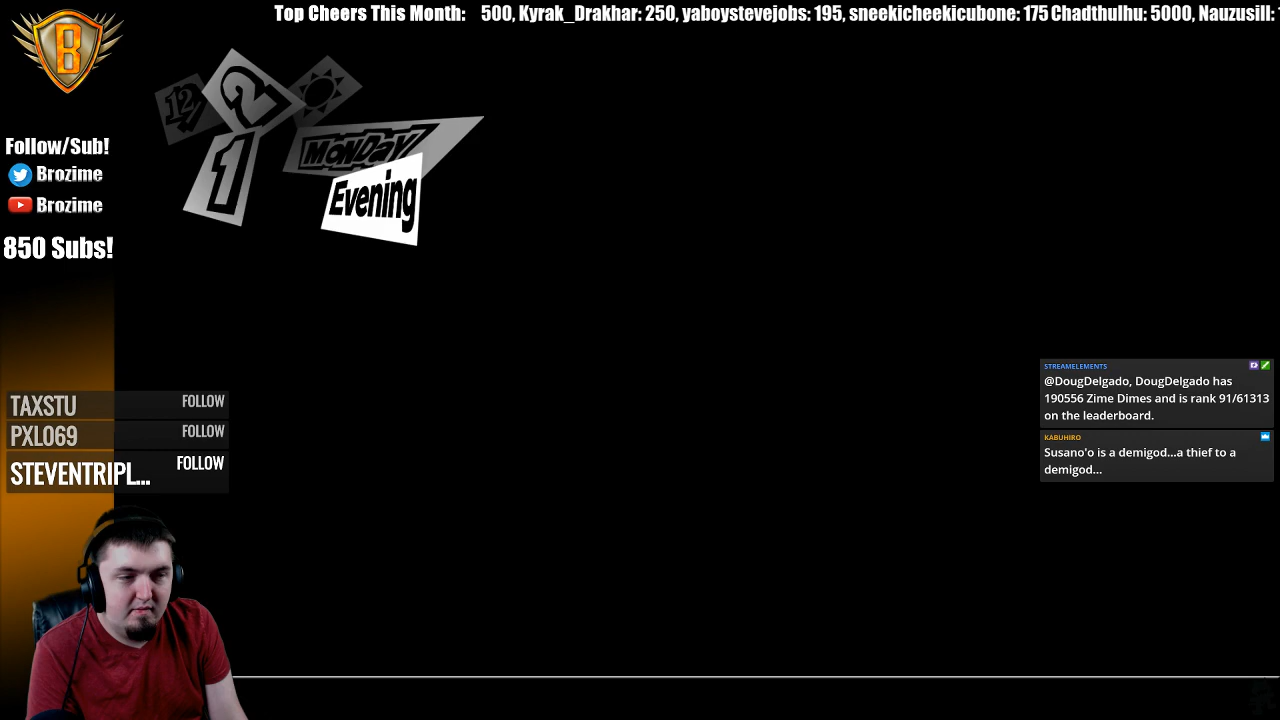 Top Cheers This Month: 500, Kyrak_Drakhar: 250, yaboystevejobs: 195, sneekicheekicubone: 175 Chadthulhu: 5000, Nauzusill:
B
12
2
1
MONDAY
Evening
Follow/Sub!
Brozime
Brozime
850 Subs!
STREAMELEMENTS
@DougDelgado, DougDelgado has
190556 Zime Dimes and is rank 91/61313
on the leaderboard.
KABUHIRO
Susano'o is a demigod...a thief to a
demigod...
TAXSTU FOLLOW
PXL069 FOLLOW
STEVENTRIPL... FOLLOW